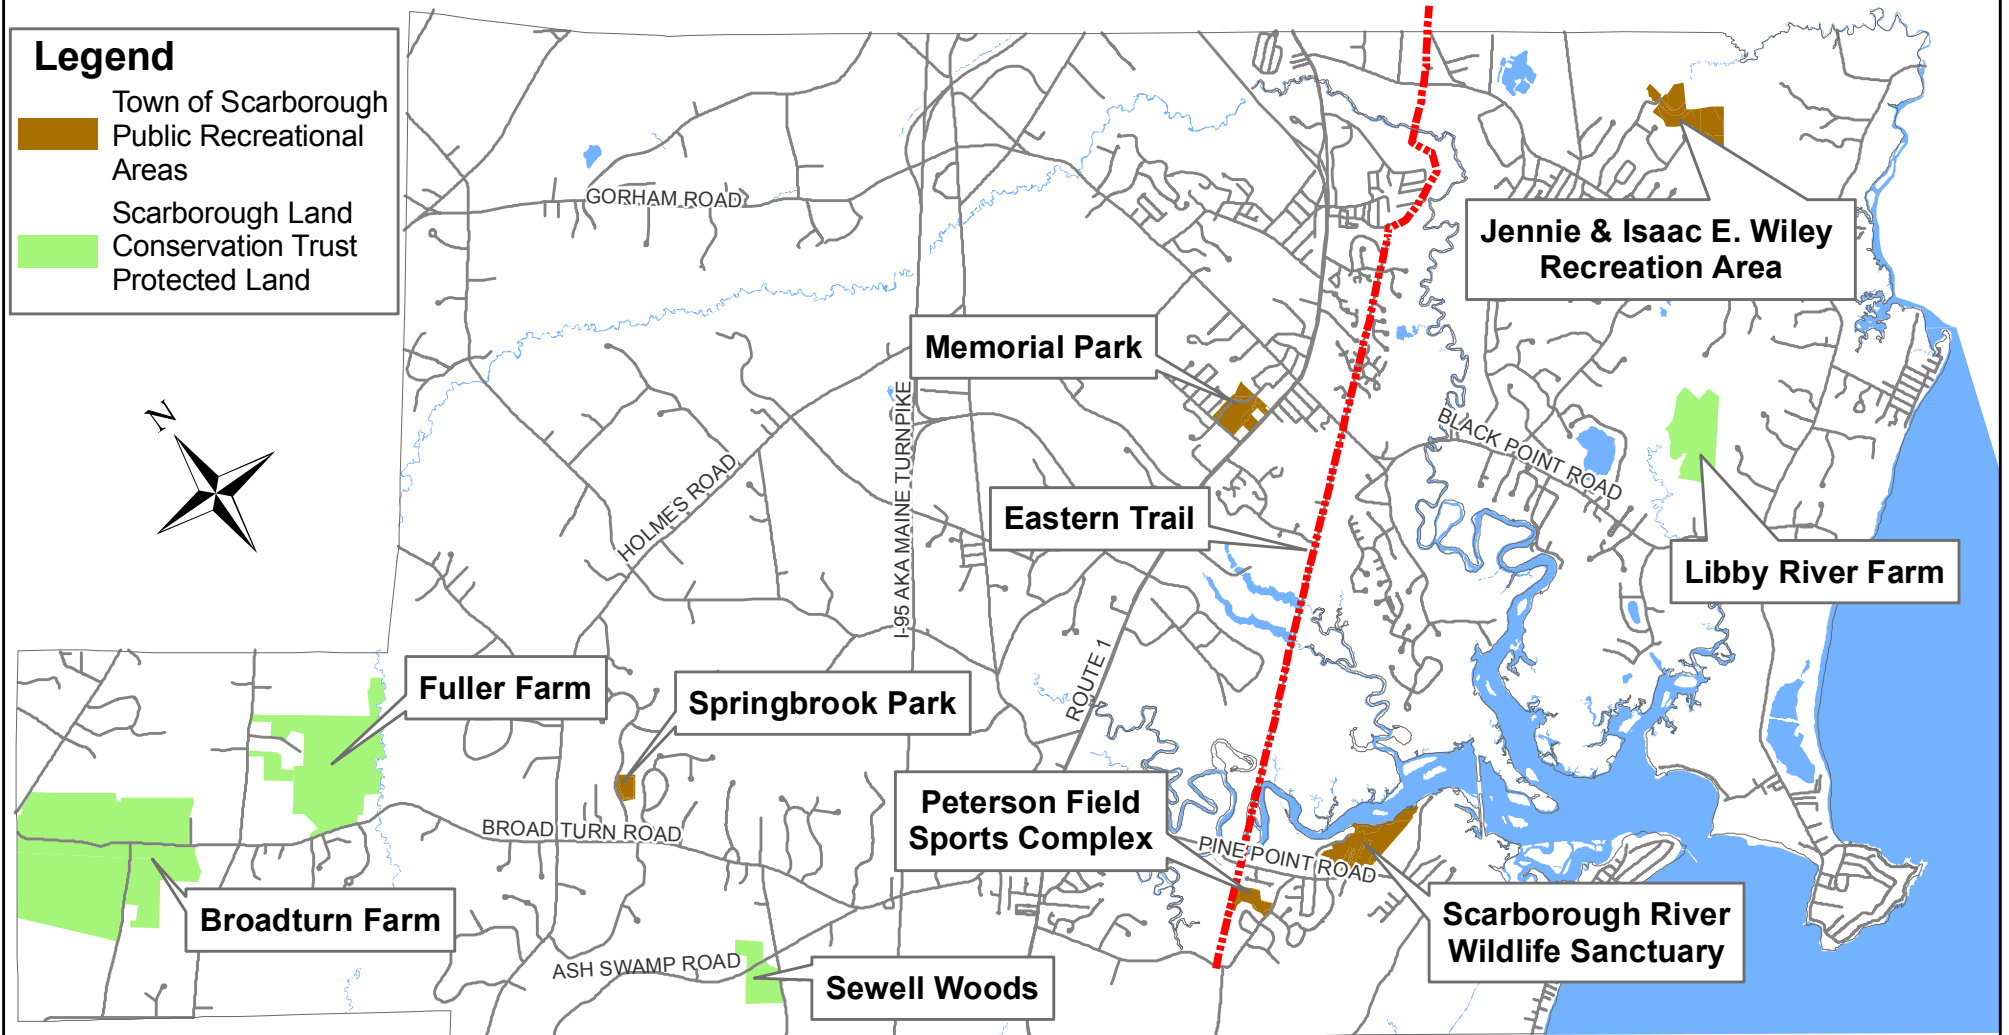 Legend
Town of Scarborough
Public Recreational
Areas
Scarborough Land
Conservation Trust
Protected Land
N
GORHAM ROAD
Jennie & Isaac E. Wiley
Recreation Area
Memorial Park
I-95 AKA MAINE TURNPIKE
HOLMES ROAD
BLACK POINT ROAD
Eastern Trail
Libby River Farm
ROUTE 1
Fuller Farm
Springbrook Park
Peterson Field
Sports Complex
BROAD TURN ROAD
PINE POINT ROAD
Broadturn Farm
Scarborough River
Wildlife Sanctuary
ASH SWAMP ROAD
Sewell Woods